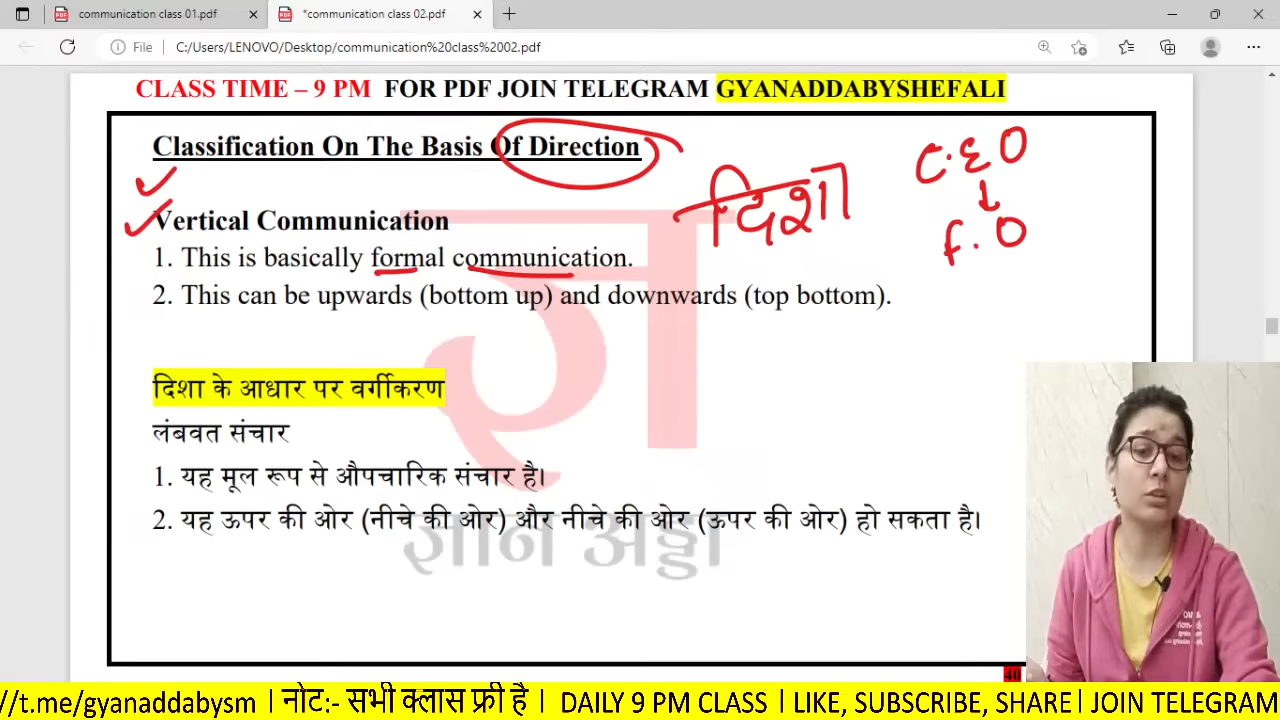 communication class 01.pdf
*communication class 02.pdf
File
C:/Users/LENOVO/Desktop/communication%20class%2002.pdf
CLASS TIME – 9 PM FOR PDF JOIN TELEGRAM GYANADDABYSHEFALI
Classification On The Basis Of Direction
दिशा
C.E O
F. O
Vertical Communication
1. This is basically formal communication.
2. This can be upwards (bottom up) and downwards (top bottom).
दिशा के आधार पर वर्गीकरण
लंबवत संचार
1. यह मूल रूप से औपचारिक संचार है।
2. यह ऊपर की ओर (नीचे की ओर) और नीचे की ओर (ऊपर की ओर) हो सकता है।
ज्ञान अड्डा
40
//t.me/gyanaddabysm । नोट:- सभी क्लास फ्री है । DAILY 9 PM CLASS । LIKE, SUBSCRIBE, SHARE। JOIN TELEGRAM